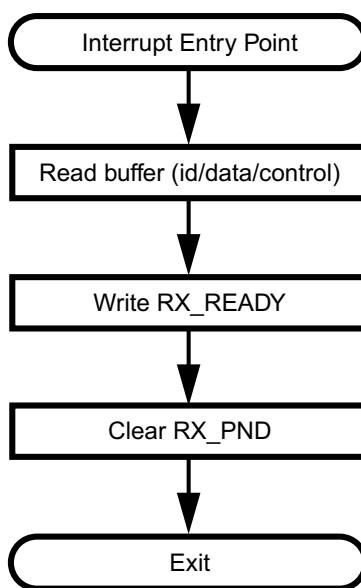 Interrupt Entry Point
Read buffer (id/data/control)
Write RX_READY
Clear RX_PND
Exit